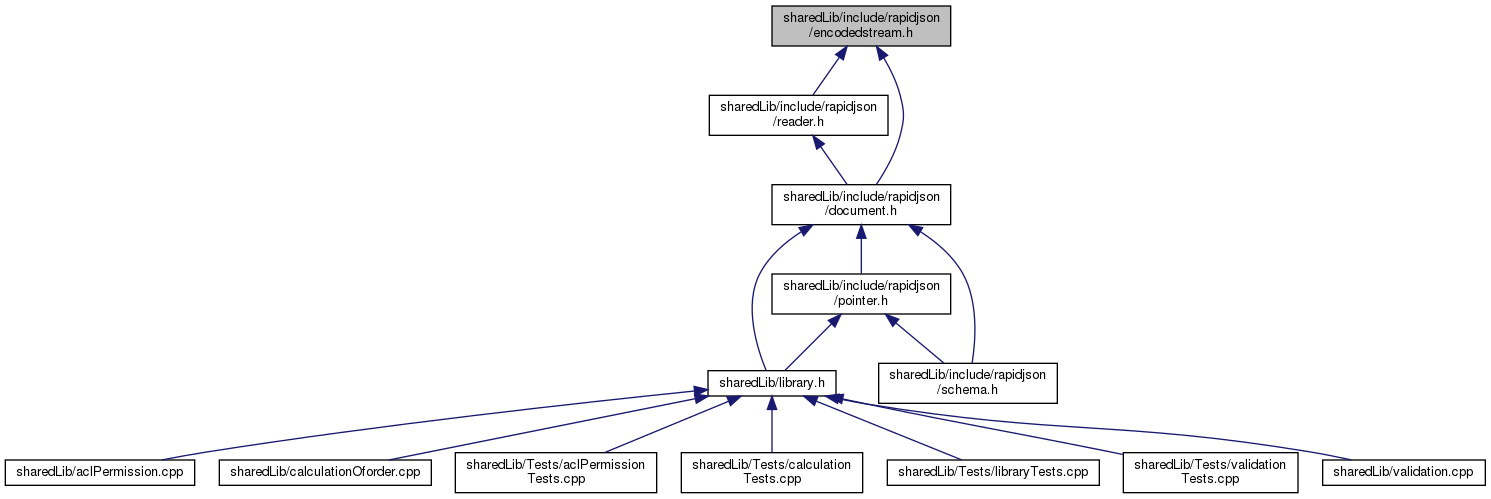 sharedLib/include/rapidjson
/encodedstream.h
sharedLib/include/rapidjson
/reader.h
sharedLib/include/rapidjson
/document.h
sharedLib/include/rapidjson
/pointer.h
sharedLib/library.h
sharedLib/include/rapidjson
/schema.h
sharedLib/aclPermission.cpp
sharedLib/calculationOforder.cpp
sharedLib/Tests/aclPermission
Tests.cpp
sharedLib/Tests/calculation
Tests.cpp
sharedLib/Tests/libraryTests.cpp
sharedLib/Tests/validation
Tests.cpp
sharedLib/validation.cpp